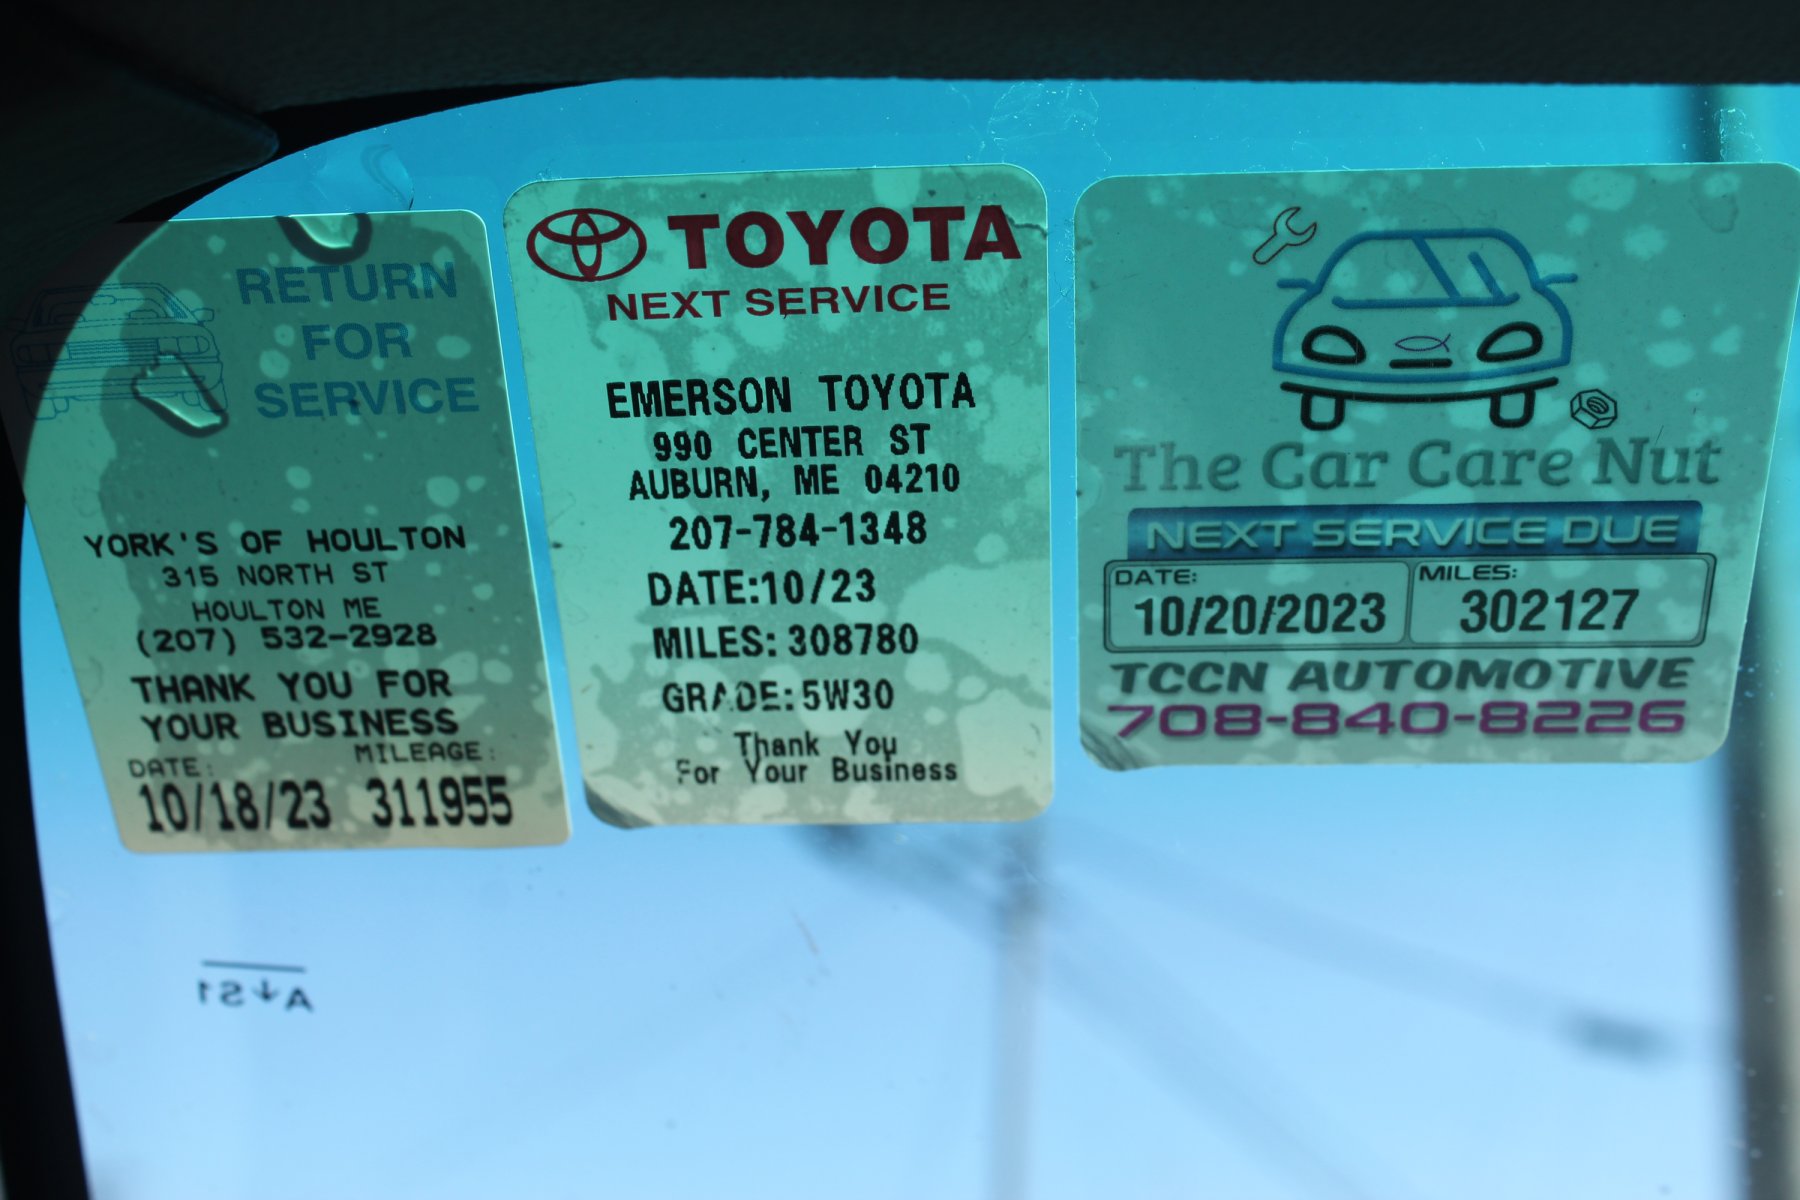 RETURN
FOR
SERVICE
YORK'S OF HOULTON
315 NORTH ST
HOULTON ME
(207) 532-2928
THANK YOU FOR
YOUR BUSINESS
DATE: MILEAGE:
10/18/23 311955
TOYOTA
NEXT SERVICE
EMERSON TOYOTA
990 CENTER ST
AUBURN, ME 04210
207-784-1348
DATE:10/23
MILES: 308780
GRADE:5W30
Thank You
For Your Business
The Car Care Nut
NEXT SERVICE DUE
DATE: MILES:
10/20/2023 302127
TCCN AUTOMOTIVE
708-840-8226
A↓S1